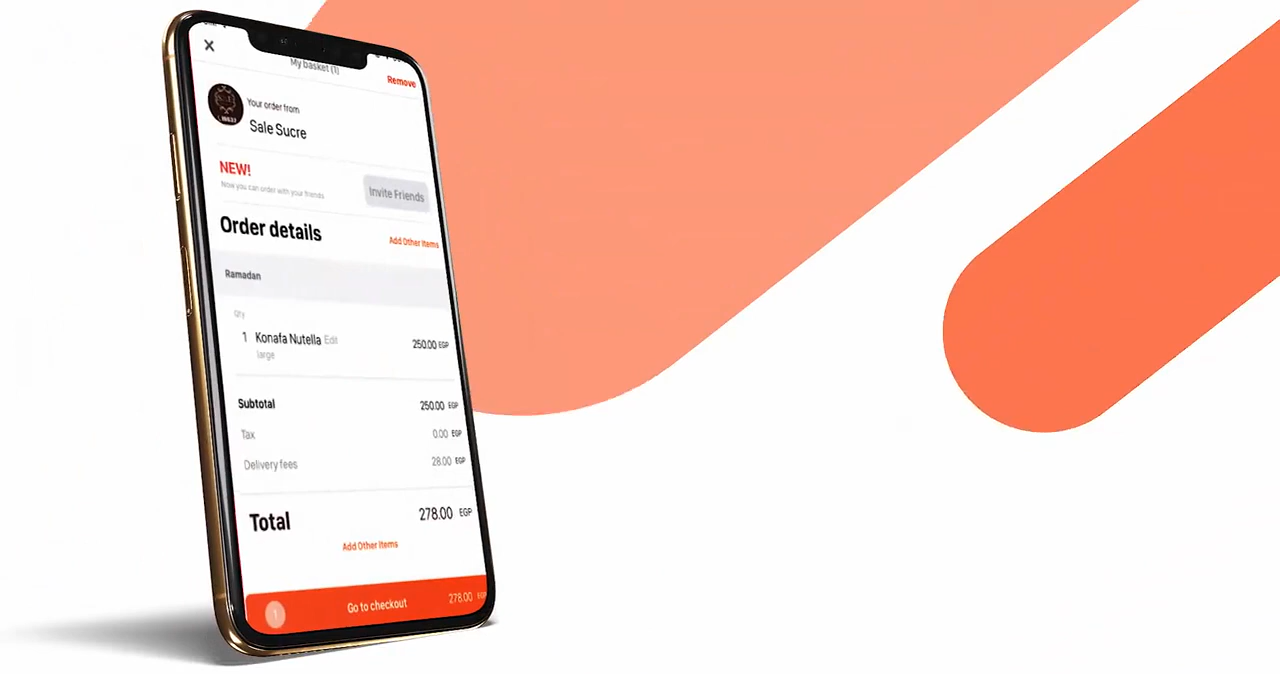 My basket (1)
Remove
Your order from
Sale Sucre
NEW!
Now you can order with your friends
Invite Friends
Order details
Add Other Items
Ramadan
Qty
1 Konafa Nutella Edit 250.00 EGP
large
Subtotal 250.00 EGP
Tax 0.00 EGP
Delivery fees 28.00 EGP
Total 278.00 EGP
Add Other Items
1 Go to checkout 278.00 EGP